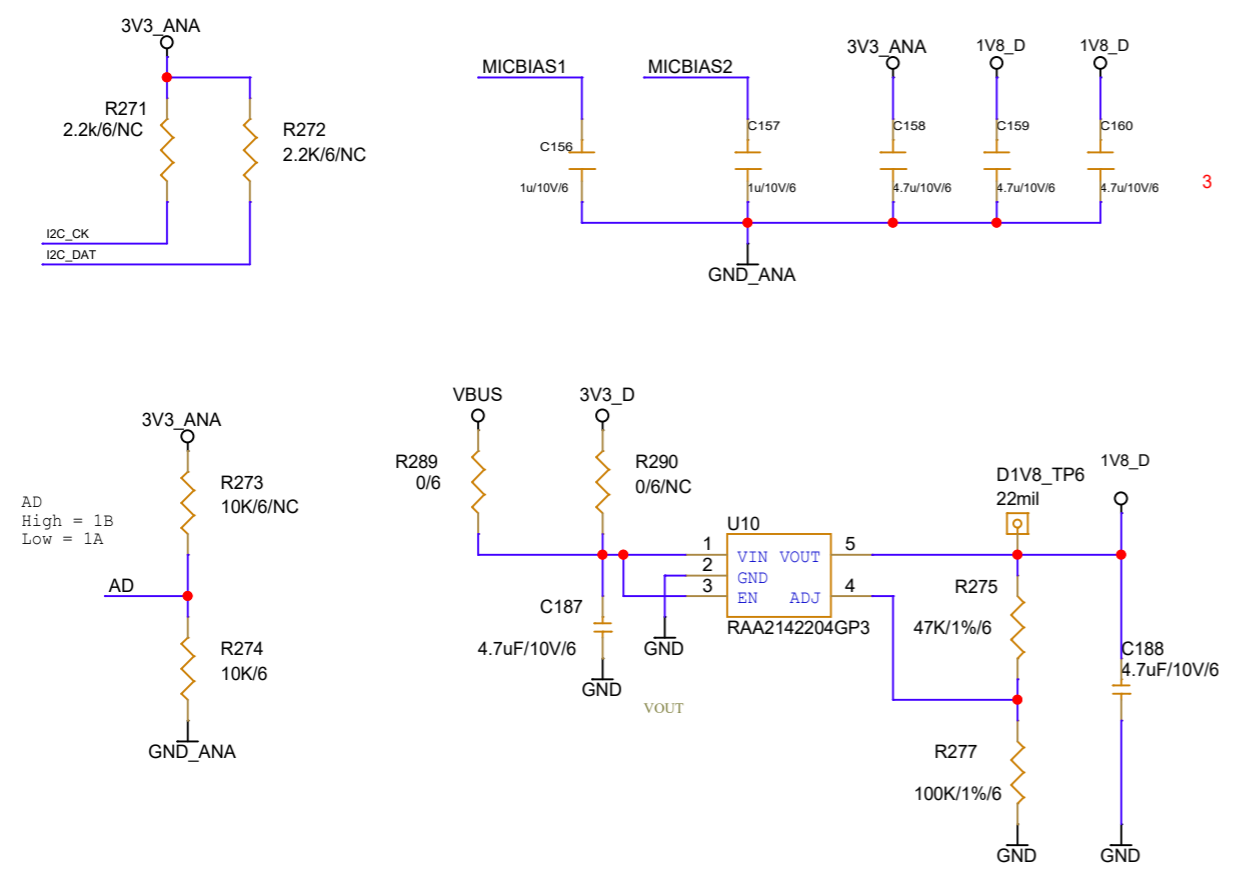 3V3_ANA
R271
2.2k/6/NC
R272
2.2K/6/NC
I2C_CK
I2C_DAT
MICBIAS1
MICBIAS2
3V3_ANA
1V8_D
1V8_D
C156
1u/10V/6
C157
1u/10V/6
C158
4.7u/10V/6
C159
4.7u/10V/6
C160
4.7u/10V/6
3
GND_ANA
3V3_ANA
R273
10K/6/NC
AD
High = 1B
Low = 1A
AD
R274
10K/6
GND_ANA
VBUS
3V3_D
R289
0/6
R290
0/6/NC
U10
1
2
3
VIN
VOUT
GND
EN
ADJ
5
4
RAA2142204GP3
C187
4.7uF/10V/6
GND
GND
VOUT
D1V8_TP6
22mil
1V8_D
R275
47K/1%/6
C188
4.7uF/10V/6
R277
100K/1%/6
GND
GND